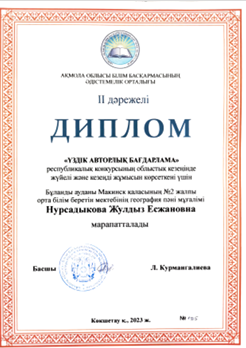 АҚМОЛА ОБЛЫСЫ БІЛІМ БАСҚАРМАСЫНЫҢ
ӘДІСТЕМЕЛІК ОРТАЛЫҒЫ
II дәрежелі
ДИПЛОМ
«ҮЗДІК АВТОРЛЫҚ БАҒДАРЛАМА»
республикалық конкурсының облыстық кезеңінде
жүйелі және кезеңді жұмысын көрсеткені үшін
Бұланды ауданы Макинск қаласының №2 жалпы
орта білім беретін мектебінің география пәні мұғалімі
Нурсадыкова Жулдыз Есжановна
марапатталады
Басшы Л. Курмангалиева
Көкшетау қ., 2023 ж. №